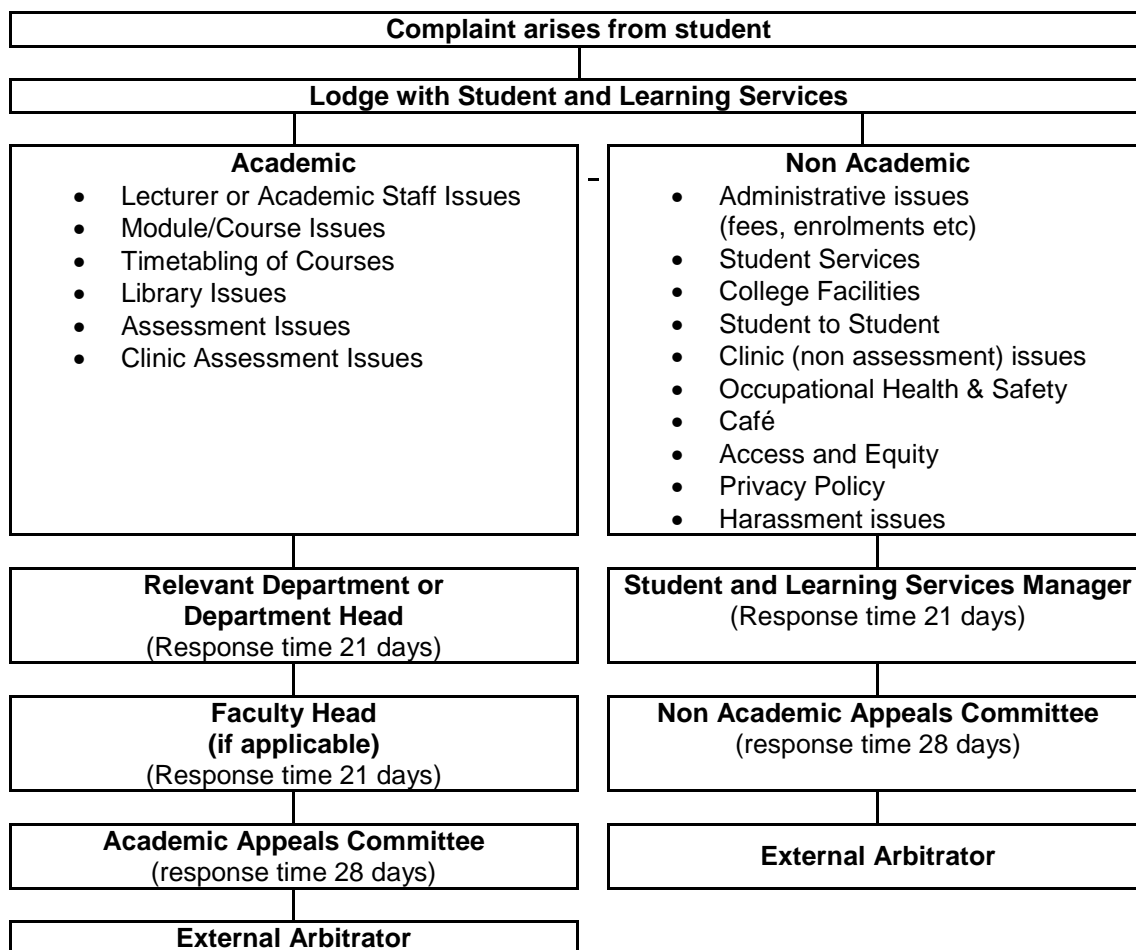 Complaint arises from student
Lodge with Student and Learning Services
Academic
• Lecturer or Academic Staff Issues
• Module/Course Issues
• Timetabling of Courses
• Library Issues
• Assessment Issues
• Clinic Assessment Issues
Non Academic
• Administrative issues
(fees, enrolments etc)
• Student Services
• College Facilities
• Student to Student
• Clinic (non assessment) issues
• Occupational Health & Safety
• Café
• Access and Equity
• Privacy Policy
• Harassment issues
Relevant Department or
Department Head
(Response time 21 days)
Student and Learning Services Manager
(Response time 21 days)
Faculty Head
(if applicable)
(Response time 21 days)
Non Academic Appeals Committee
(response time 28 days)
Academic Appeals Committee
(response time 28 days)
External Arbitrator
External Arbitrator